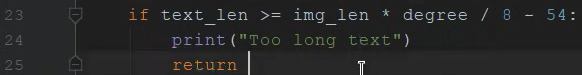 23 if text_len >= img_len * degree / 8 - 54:
24 print("Too long text")
25 return